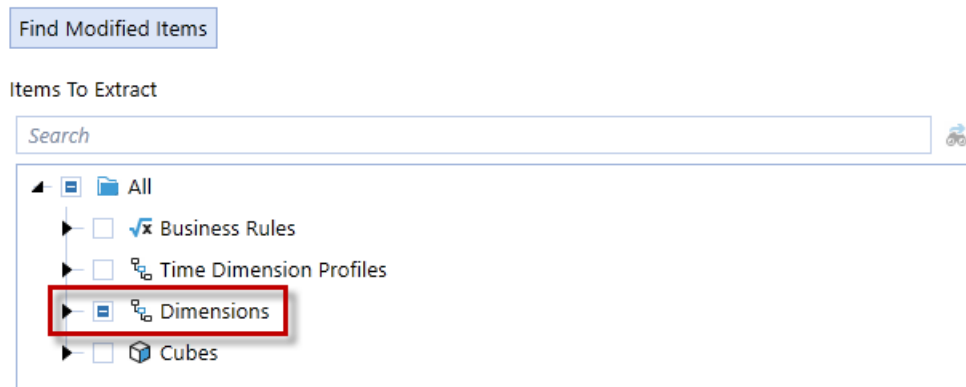 Find Modified Items
Items To Extract
Search
All
Business Rules
Time Dimension Profiles
Dimensions
Cubes